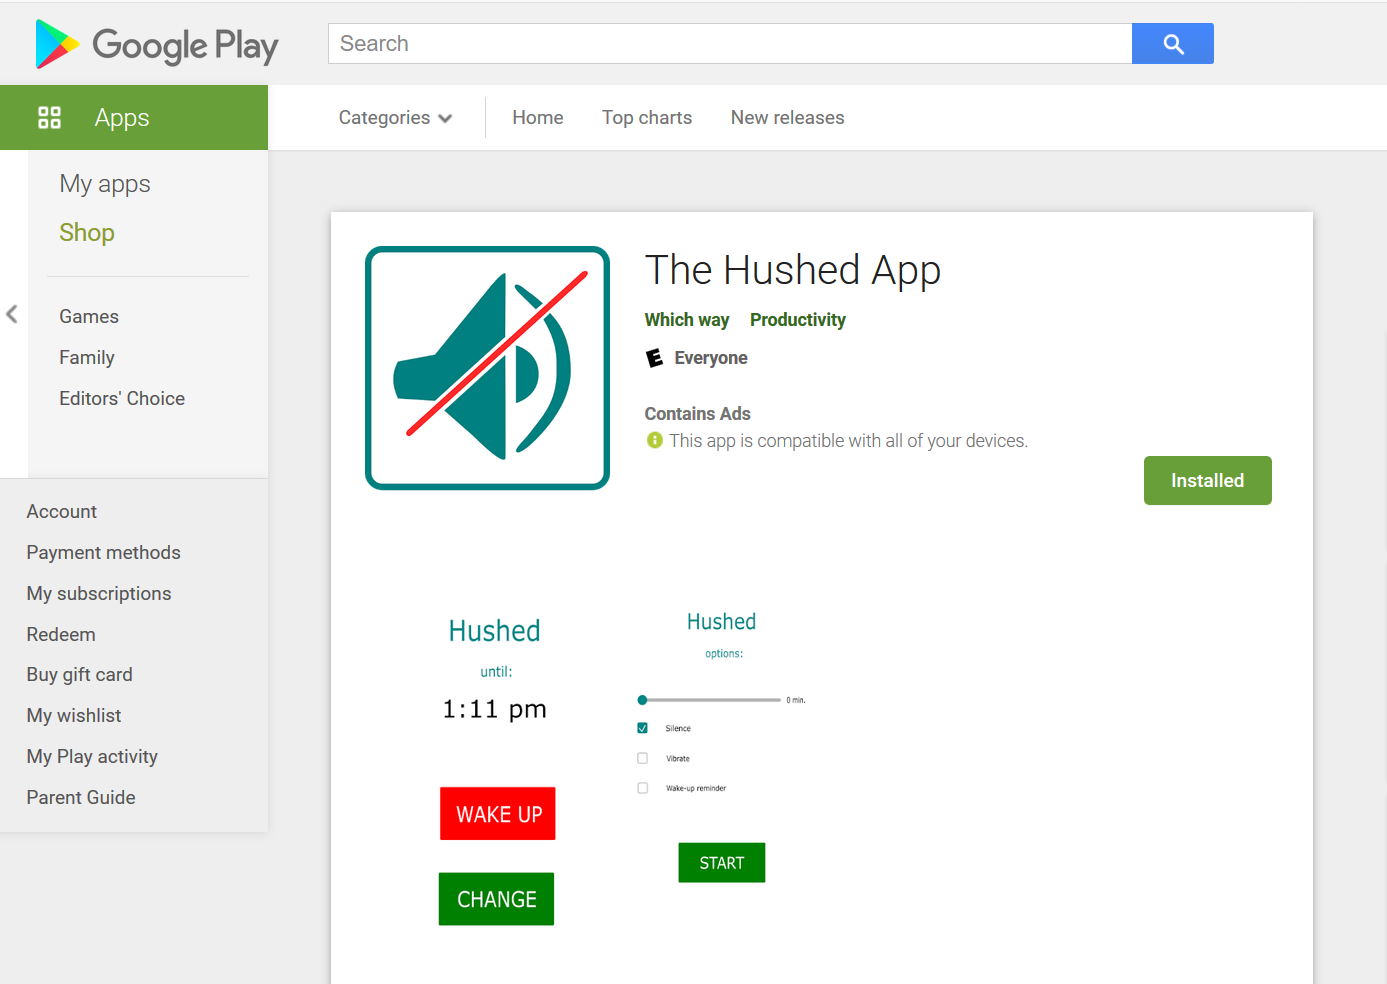 Google Play
Search
Apps
Categories
Home
Top charts
New releases
My apps
Shop
Games
Family
Editors' Choice
Account
Payment methods
My subscriptions
Redeem
Buy gift card
My wishlist
My Play activity
Parent Guide
The Hushed App
Which way Productivity
E Everyone
Contains Ads
This app is compatible with all of your devices.
Installed
Hushed
until:
1:11 pm
WAKE UP
CHANGE
Hushed
options:
0 min.
Silence
Vibrate
Wake-up reminder
START